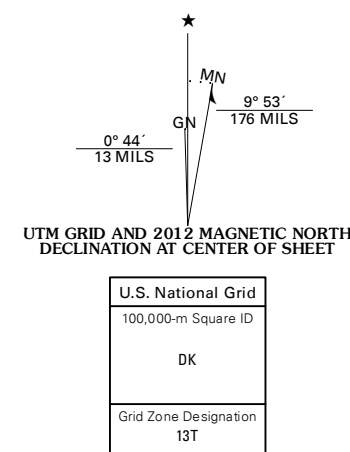 ★
MN
GN
9° 53´
176 MILS
0° 44´
13 MILS
UTM GRID AND 2012 MAGNETIC NORTH
DECLINATION AT CENTER OF SHEET
U.S. National Grid
100,000-m Square ID
DK
Grid Zone Designation
13T